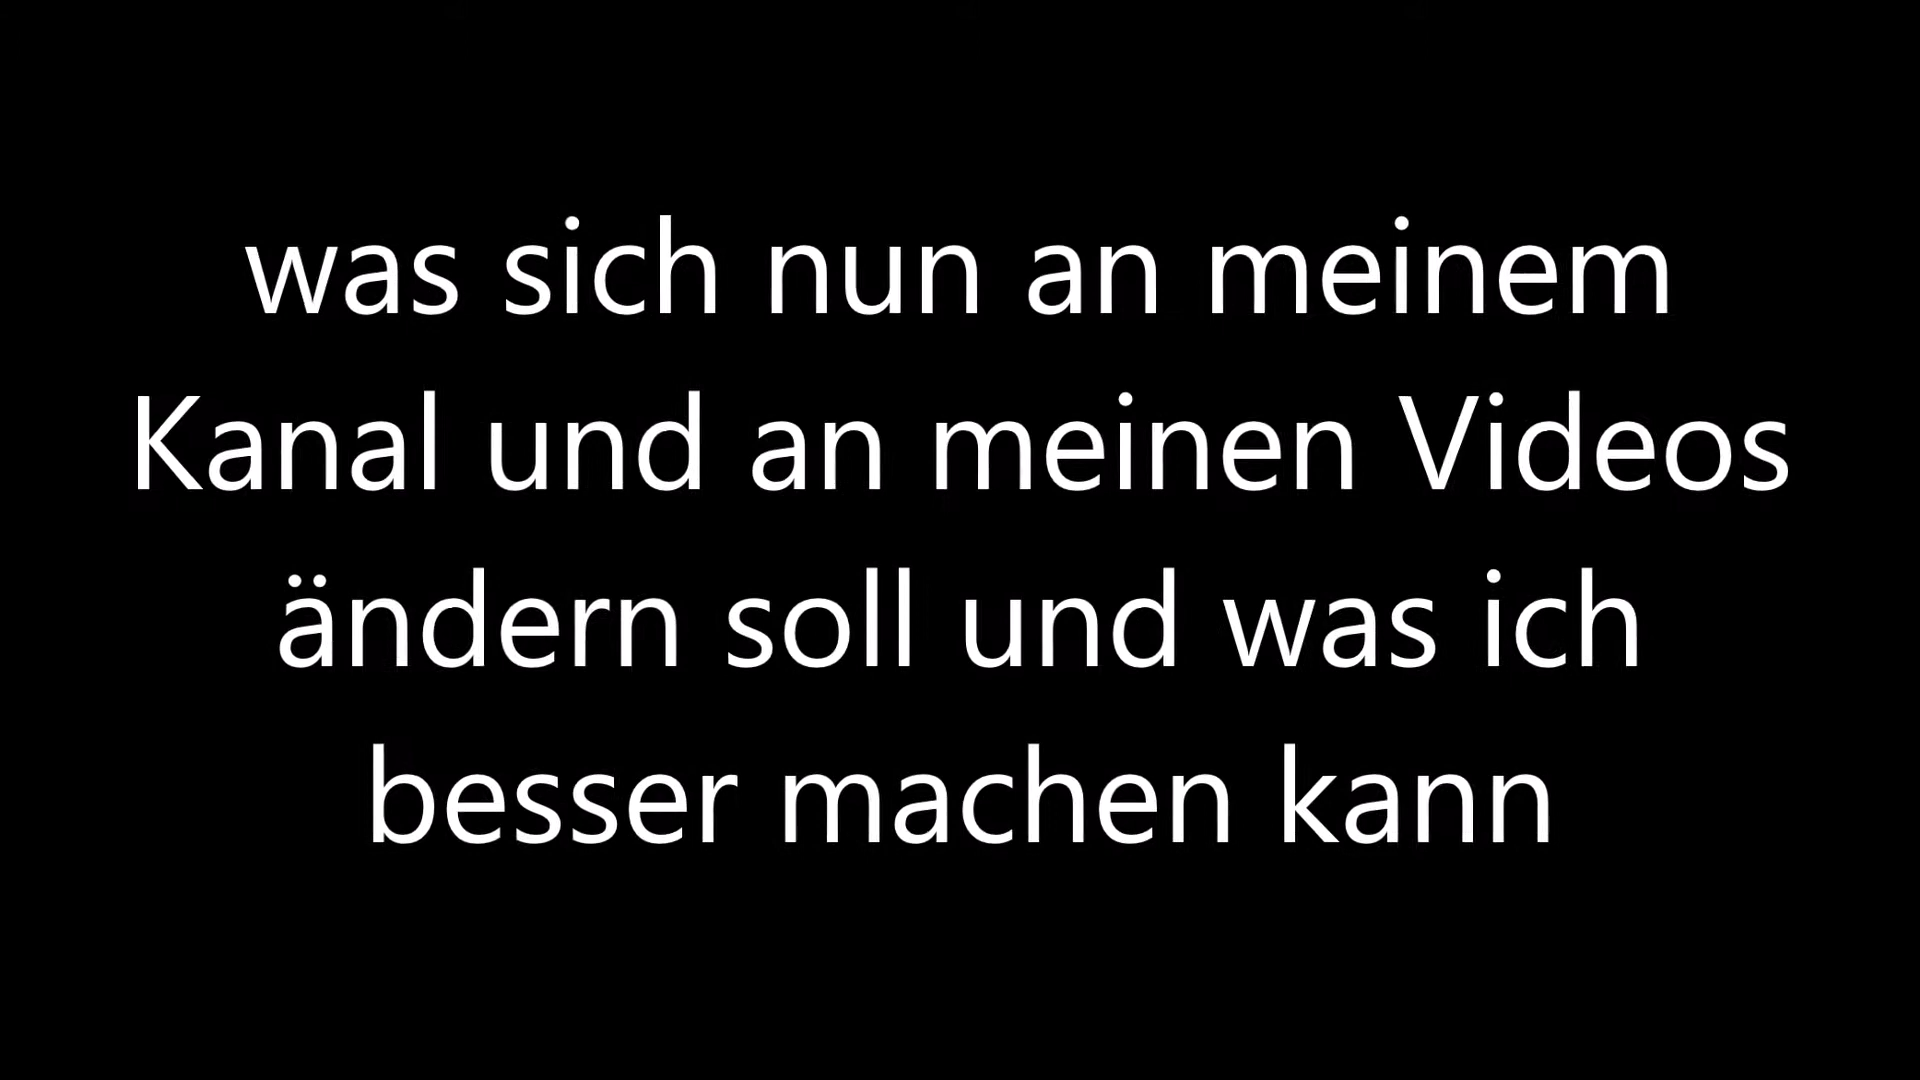 was sich nun an meinem
Kanal und an meinen Videos
ändern soll und was ich
besser machen kann